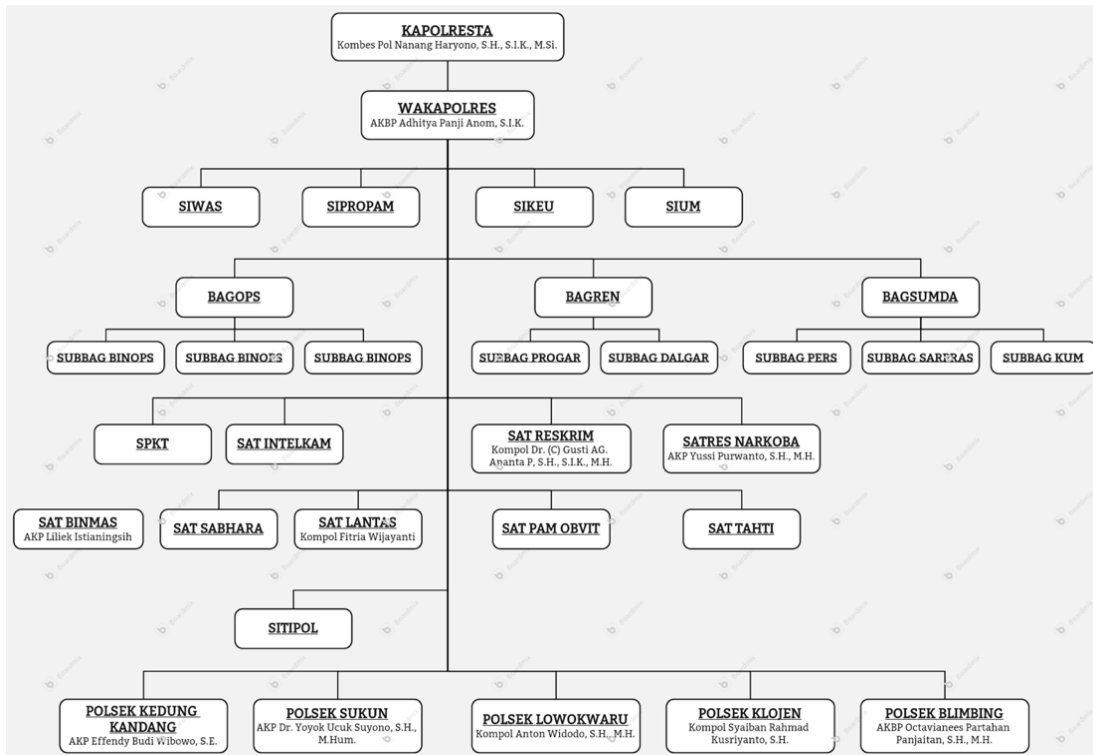 KAPOLRESTA
Kombes Pol Nanang Haryono, S.H., S.I.K., M.Si.
WAKAPOLRES
AKBP Adhitya Panji Anom, S.I.K.
SIWAS
SIPROPAM
SIKEU
SIUM
BAGOPS
BAGREN
BAGSUMDA
SUBBAG BINOPS
SUBBAG BINOPS
SUBBAG BINOPS
SUBBAG PROGAR
SUBBAG DALGAR
SUBBAG PERS
SUBBAG SARPRAS
SUBBAG KUM
SPKT
SAT INTELKAM
SAT RESKRIM
Kompol Dr. (C) Gusti AG.
Ananta P, S.H., S.I.K., M.H.
SATRES NARKOBA
AKP Yussi Purwanto, S.H., M.H.
SAT BINMAS
AKP Liliek Istianingsih
SAT SABHARA
SAT LANTAS
Kompol Fitria Wijayanti
SAT PAM OBVIT
SAT TAHTI
SITIPOL
POLSEK KEDUNG
KANDANG
AKP Effendy Budi Wibowo, S.E.
POLSEK SUKUN
AKP Dr. Yoyok Ucuk Suyono, S.H.,
M.Hum.
POLSEK LOWOKWARU
Kompol Anton Widodo, S.H., M.H.
POLSEK KLOJEN
Kompol Syaiban Rahmad
Kusriyanto, S.H.
POLSEK BLIMBING
AKBP Octavianees Partahan
Panjaitan, S.H., M.H.
Boardmix